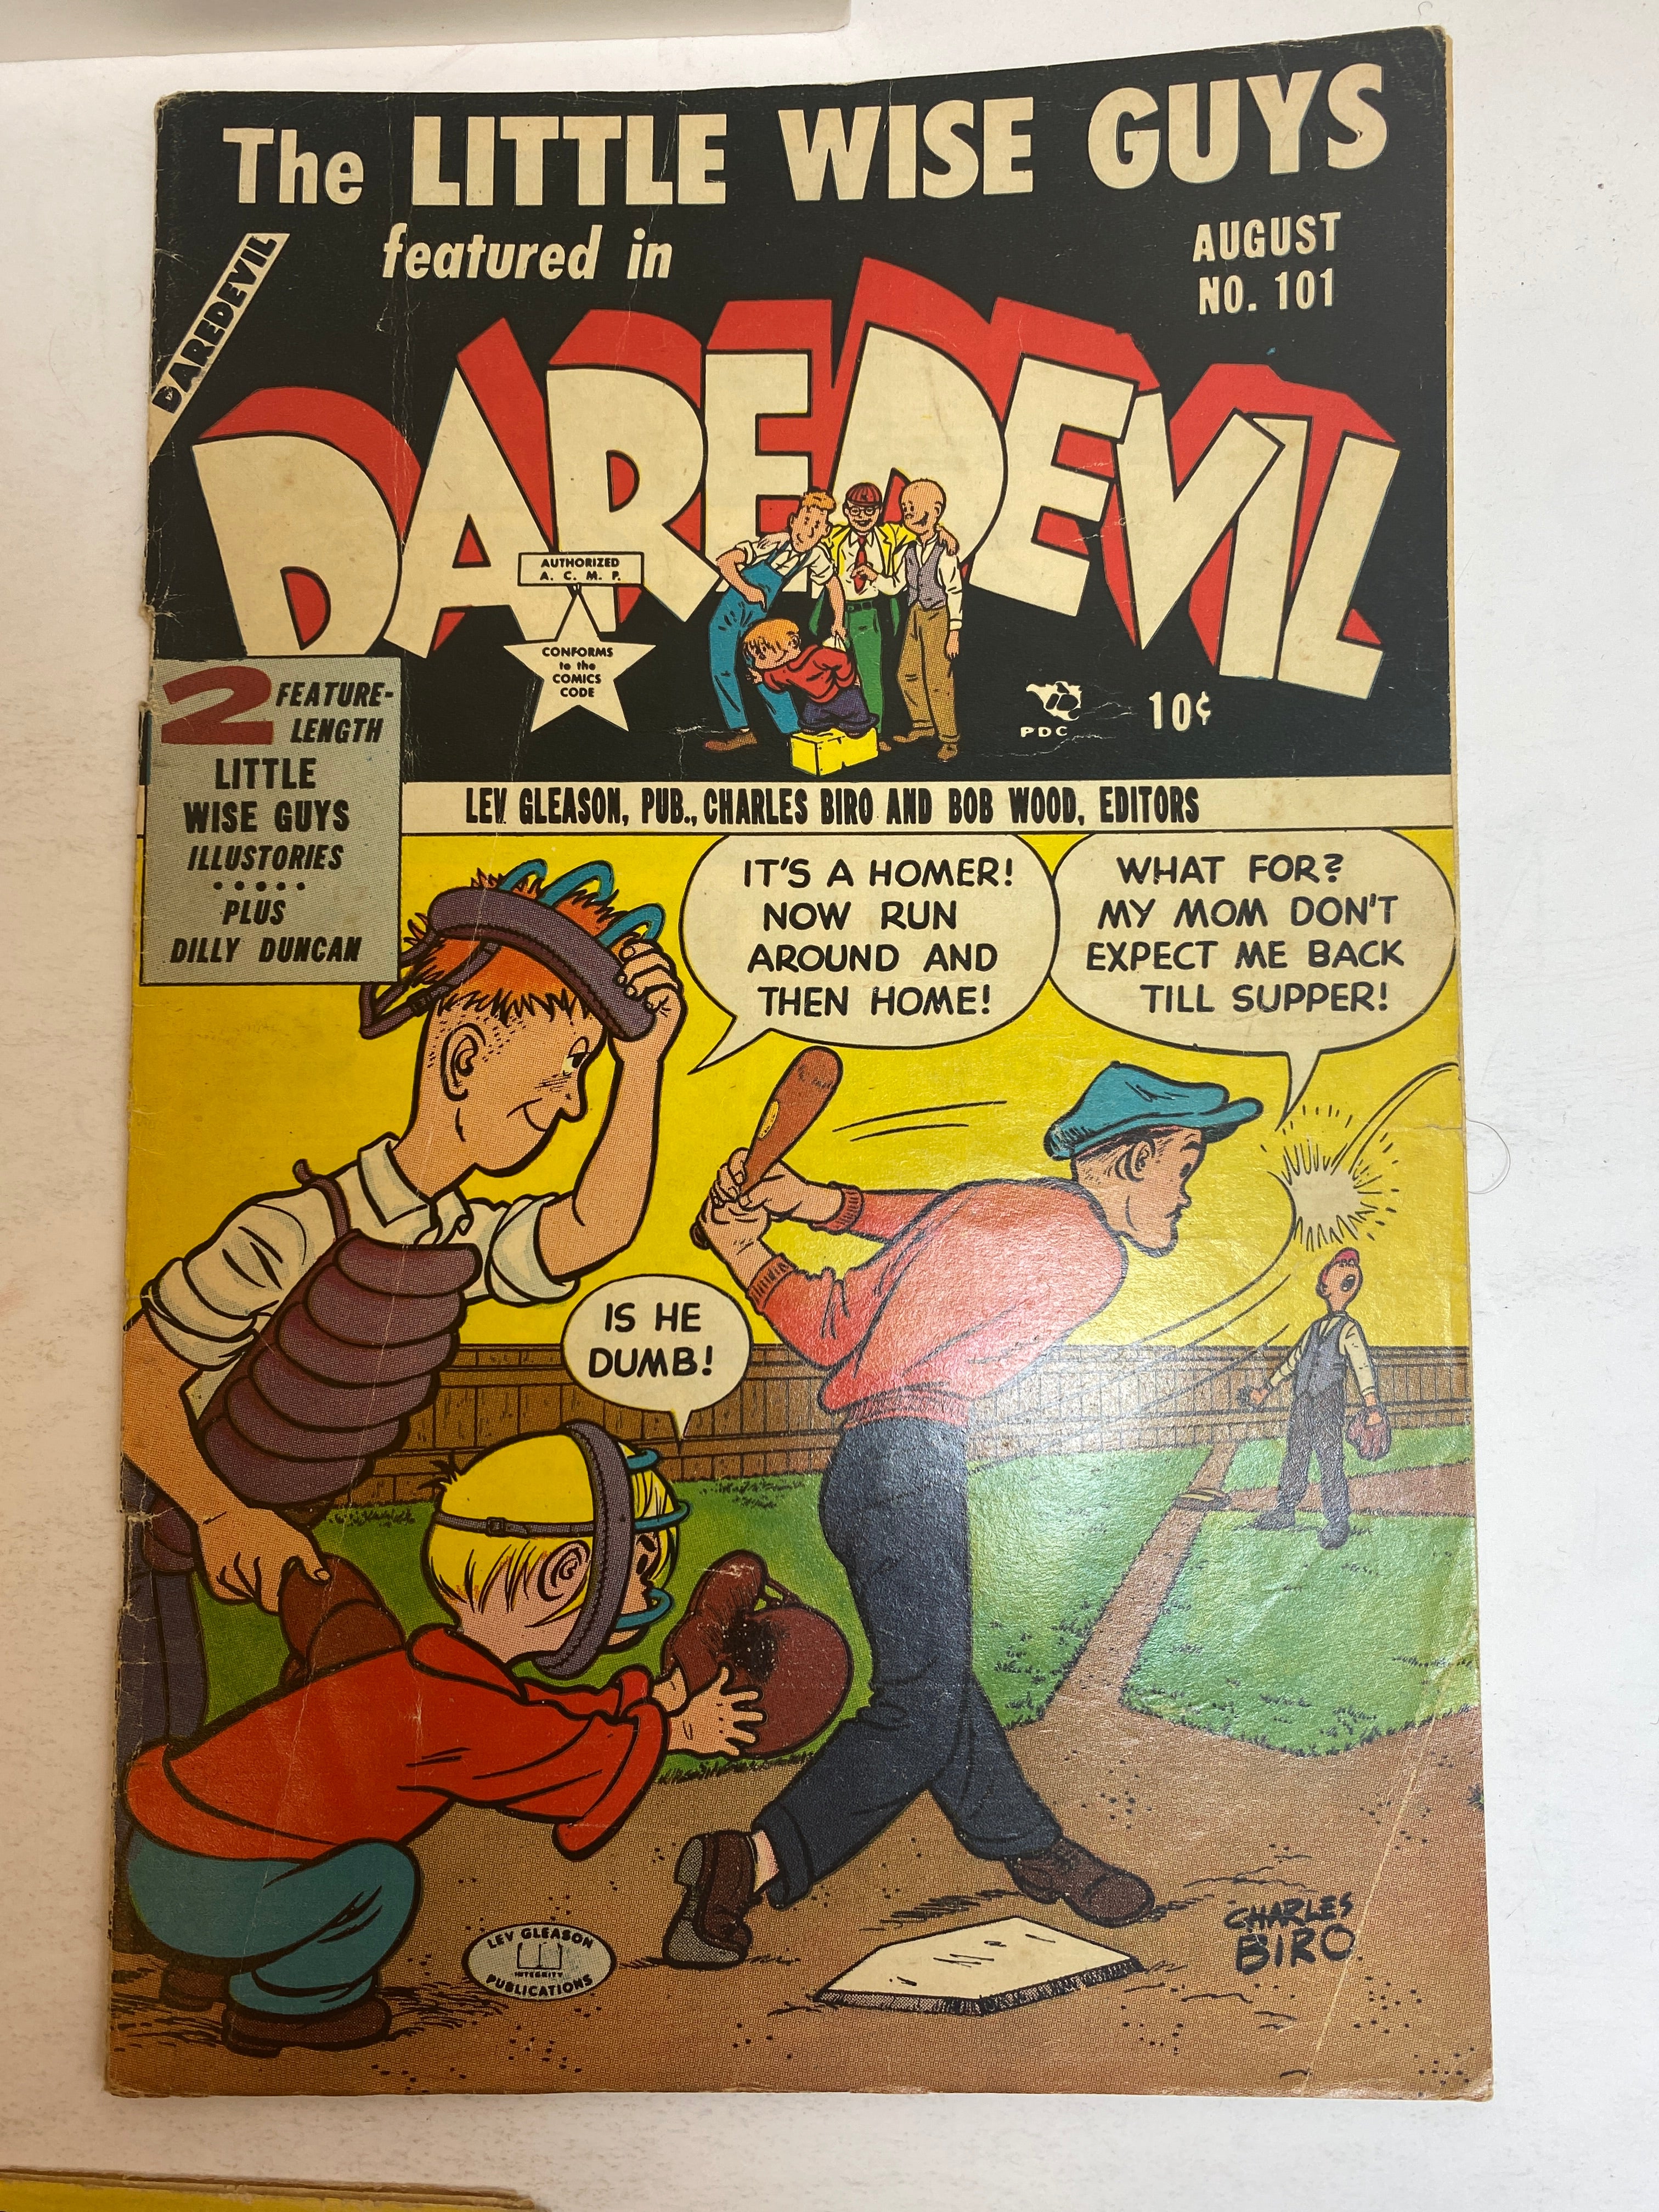 The LITTLE WISE GUYS
featured in
AUGUST
NO. 101
DAREDEVIL
DAREDEVIL
AUTHORIZED
A. C. M. P.
CONFORMS
to the
COMICS
CODE
PDC
10¢
2 FEATURE-
LENGTH
LITTLE
WISE GUYS
ILLUSTORIES
.....
PLUS
DILLY DUNCAN
LEV GLEASON, PUB., CHARLES BIRO AND BOB WOOD, EDITORS
IT'S A HOMER!
NOW RUN
AROUND AND
THEN HOME!
WHAT FOR?
MY MOM DON'T
EXPECT ME BACK
TILL SUPPER!
IS HE
DUMB!
LEV GLEASON
INTEGRITY
PUBLICATIONS
CHARLES
BIRO